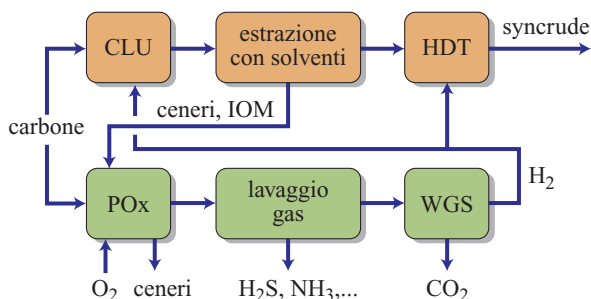 CLU
estrazione
con solventi
HDT
syncrude
ceneri, IOM
carbone
H2
POx
lavaggio
gas
WGS
O2
ceneri
H2S, NH3,...
CO2